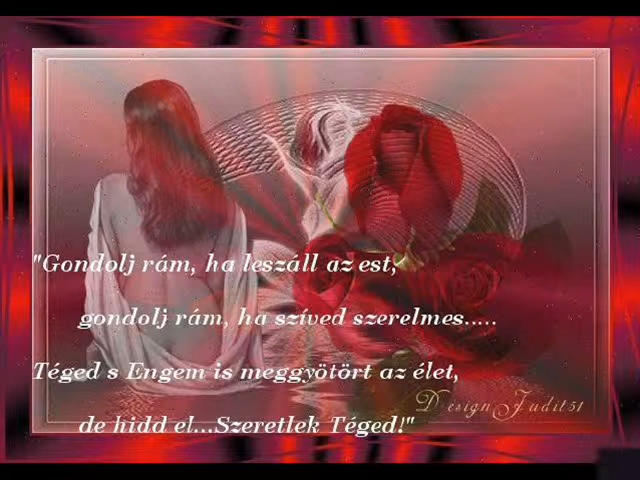 "Gondolj rám, ha leszáll az est,
gondolj rám, ha szíved szerelmes.....
Téged s Engem is meggyötört az élet,
de hidd el...Szeretlek Téged!"
Design Judit51